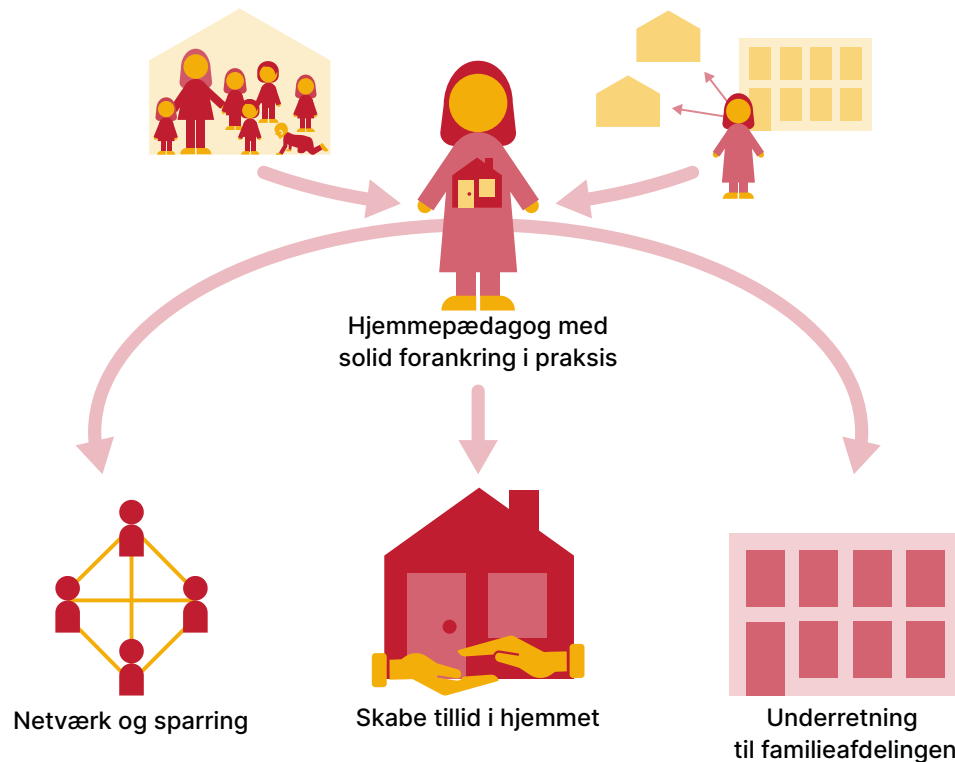 Hjemmepædagog med
solid forankring i praksis
Netværk og sparring
Skabe tillid i hjemmet
Underretning
til familieafdelingen